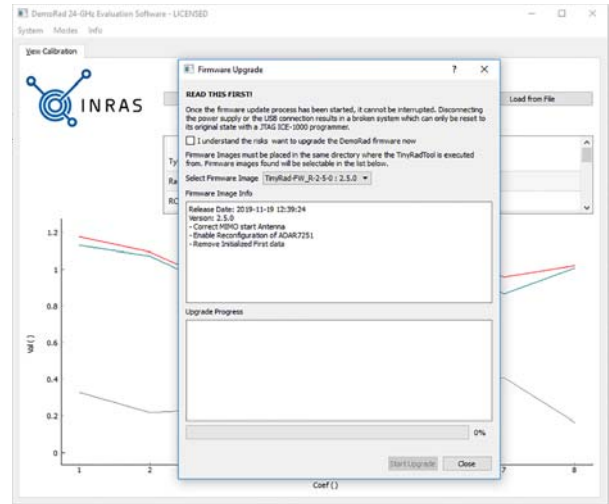 DemoRad 24-GHz Evaluation Software - LICENSED
System Modes Info
View Calibration
INRAS
Load from File
Ty
Ra
RC
Firmware Upgrade
READ THIS FIRST!
Once the firmware update process has been started, it cannot be interrupted. Disconnecting
the power supply or the USB connection results in a broken system which can only be reset to
its original state with a JTAG ICE-1000 programmer.
I understand the risks want to upgrade the DemoRad firmware now
Firmware Images must be placed in the same directory where the TinyRadTool is executed
from. Firmware images found will be selectable in the list below.
Select Firmware Image TinyRad-FW_R-2-5-0 : 2.5.0
Firmware Image Info
Release Date: 2019-11-19 12:39:24
Version: 2.5.0
- Correct MIMO start Antenna
- Enable Reconfiguration of ADAR7251
- Remove Initialized First data
Upgrade Progress
0%
Start Upgrade Close
1.2
1
0.8
0.6
0.4
0.2
0
Val ( )
1 2 7 8
Coef ( )